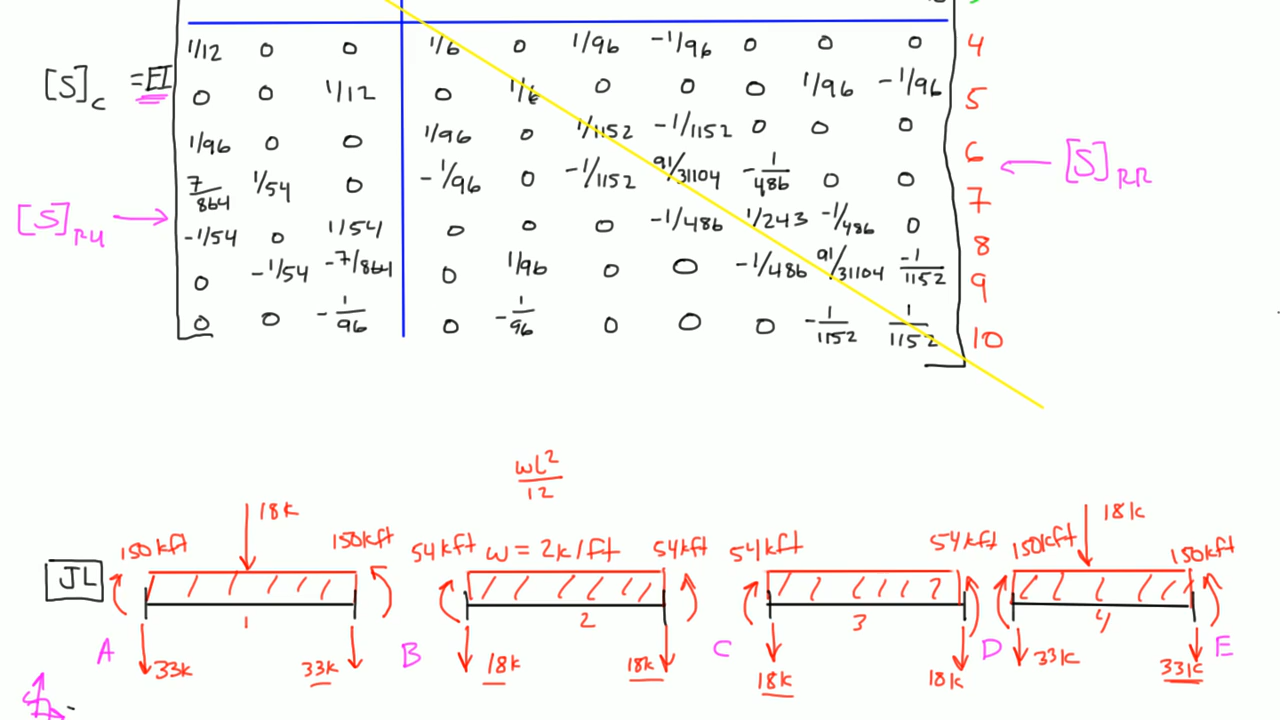 1/12 0 0 1/6 0 1/96 -1/96 0 0 0 4
[S]c = EI 0 0 1/12 0 1/6 0 0 0 1/96 -1/96 5
1/96 0 0 1/96 0 1/1152 -1/1152 0 0 0 6
[S]RR
7/864 1/54 0 -1/96 0 -1/1152 91/31104 -1/486 0 0 7
[S]RU
-1/54 0 1/54 0 0 0 -1/486 1/243 -1/486 0 8
0 -1/54 -7/864 0 1/96 0 0 -1/486 91/31104 -1/1152 9
0 0 -1/96 0 -1/96 0 0 0 -1/1152 1/1152 10
wL²/12
18k 18k
150kft 150kft 54kft w = 2k/ft 54kft 54kft 54kft 150kft 150kft
JL
1 2 3 4
A B C D E
33k 33k 18k 18k 18k 18k 33k 33k